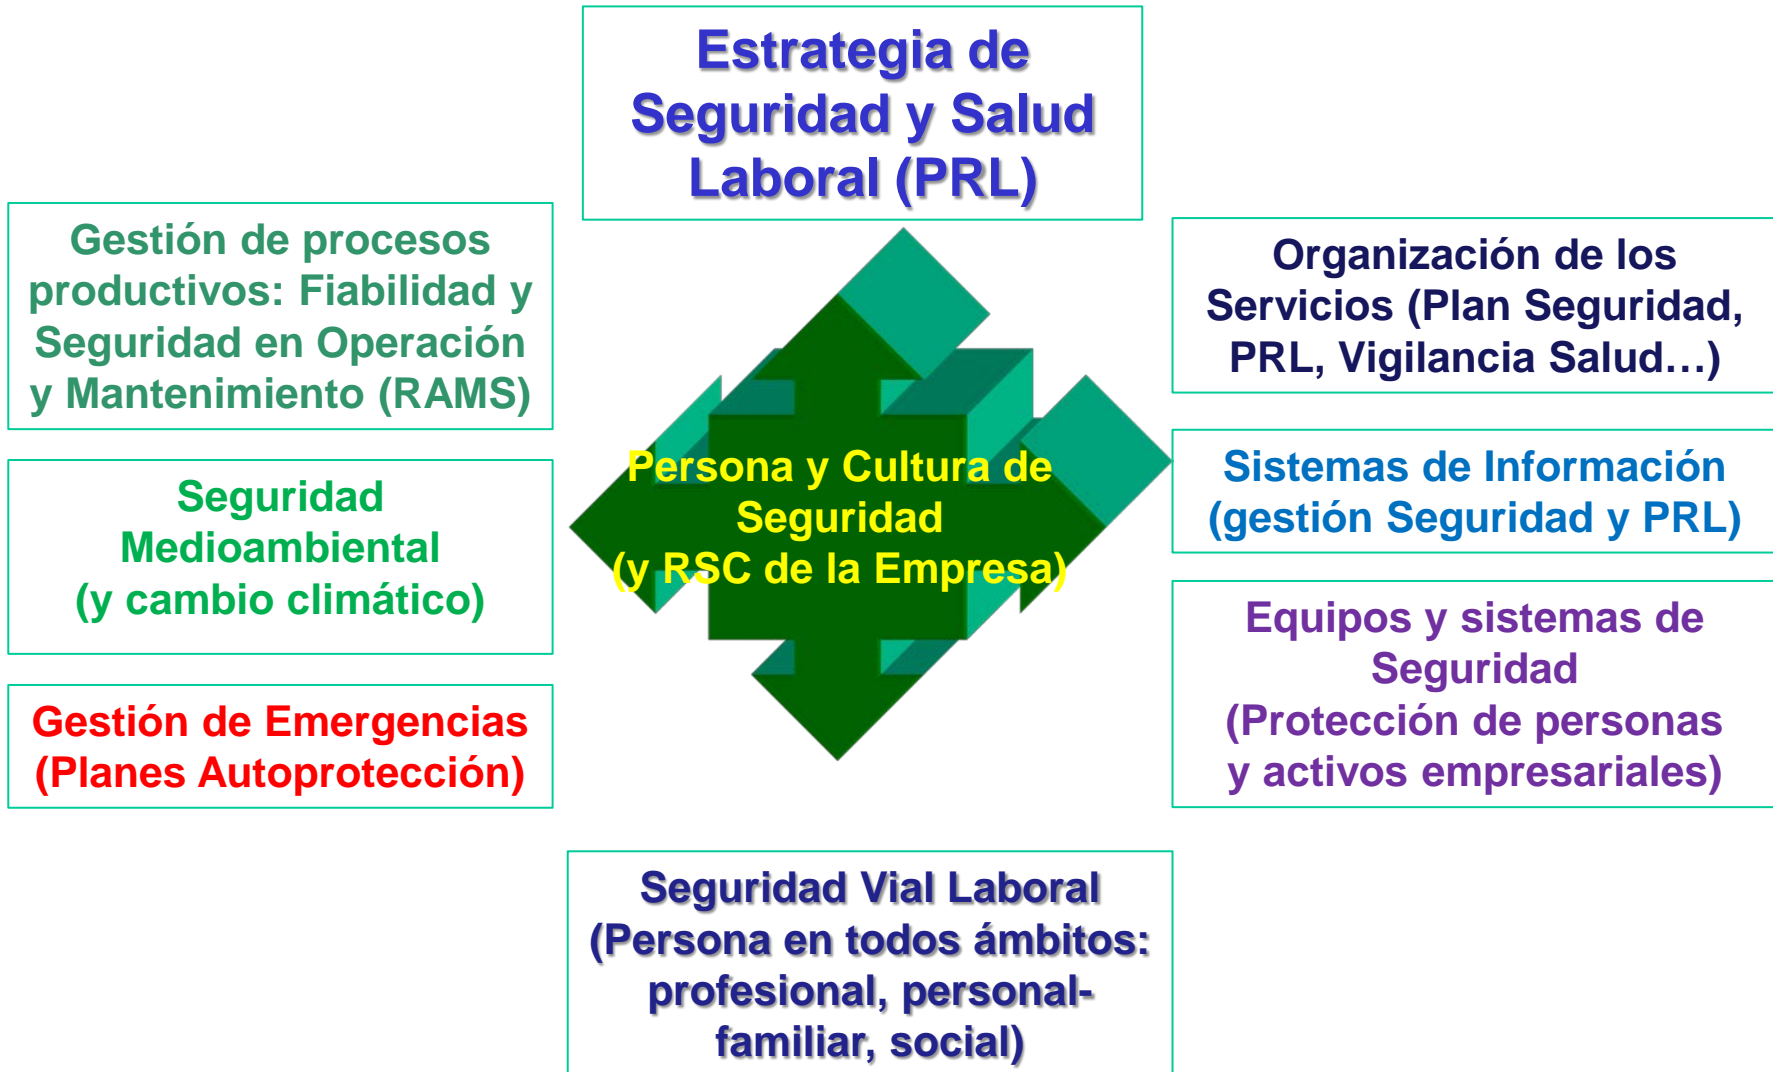 Estrategia de
Seguridad y Salud
Laboral (PRL)
Gestión de procesos
productivos: Fiabilidad y
Seguridad en Operación
y Mantenimiento (RAMS)
Seguridad
Medioambiental
(y cambio climático)
Gestión de Emergencias
(Planes Autoprotección)
Persona y Cultura de
Seguridad
(y RSC de la Empresa)
Organización de los
Servicios (Plan Seguridad,
PRL, Vigilancia Salud…)
Sistemas de Información
(gestión Seguridad y PRL)
Equipos y sistemas de
Seguridad
(Protección de personas
y activos empresariales)
Seguridad Vial Laboral
(Persona en todos ámbitos:
profesional, personal-
familiar, social)